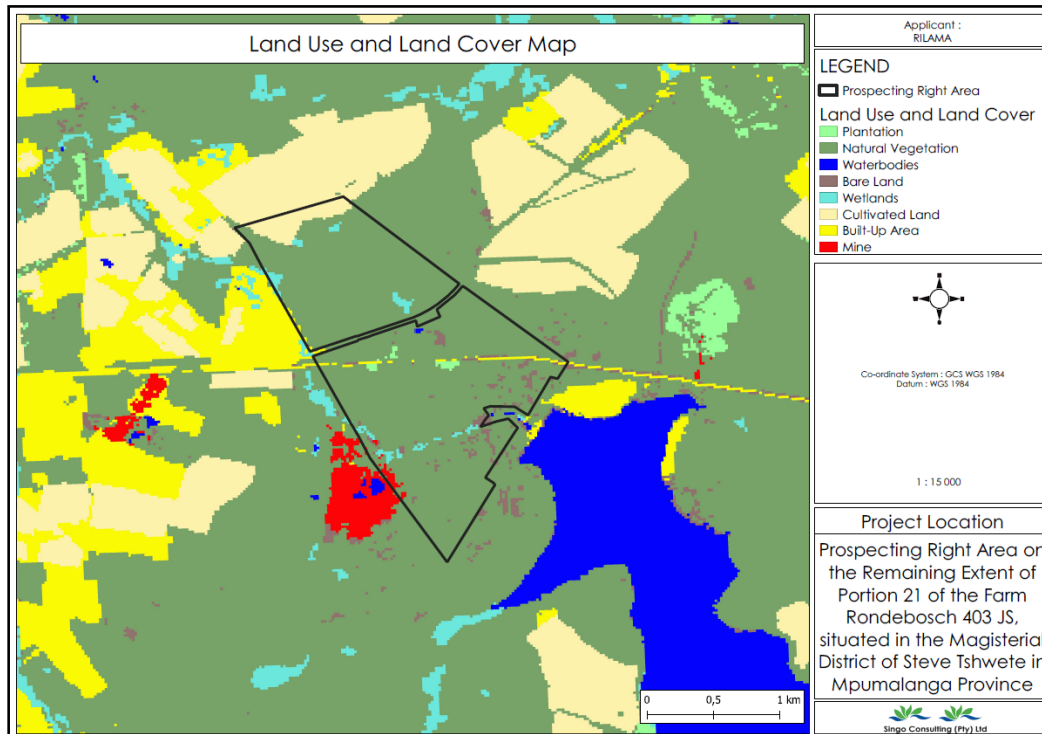 Land Use and Land Cover Map
Applicant :
RILAMA
LEGEND
Prospecting Right Area
Land Use and Land Cover
Plantation
Natural Vegetation
Waterbodies
Bare Land
Wetlands
Cultivated Land
Built-Up Area
Mine
Co-ordinate System : GCS WGS 1984
Datum : WGS 1984
1 : 15 000
Project Location
Prospecting Right Area on
the Remaining Extent of
Portion 21 of the Farm
Rondebosch 403 JS,
situated in the Magisterial
District of Steve Tshwete in
Mpumalanga Province
0 0,5 1 km
Singo Consulting (Pty) Ltd